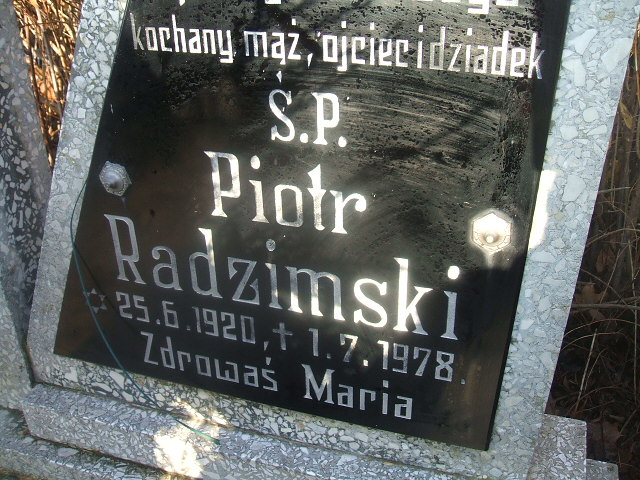 kochany mąż, ojciec i dziadek
Ś.P.
Piotr
Radzimski
✡ 25.6.1920, ✝ 1.7.1978.
Zdrowaś Maria